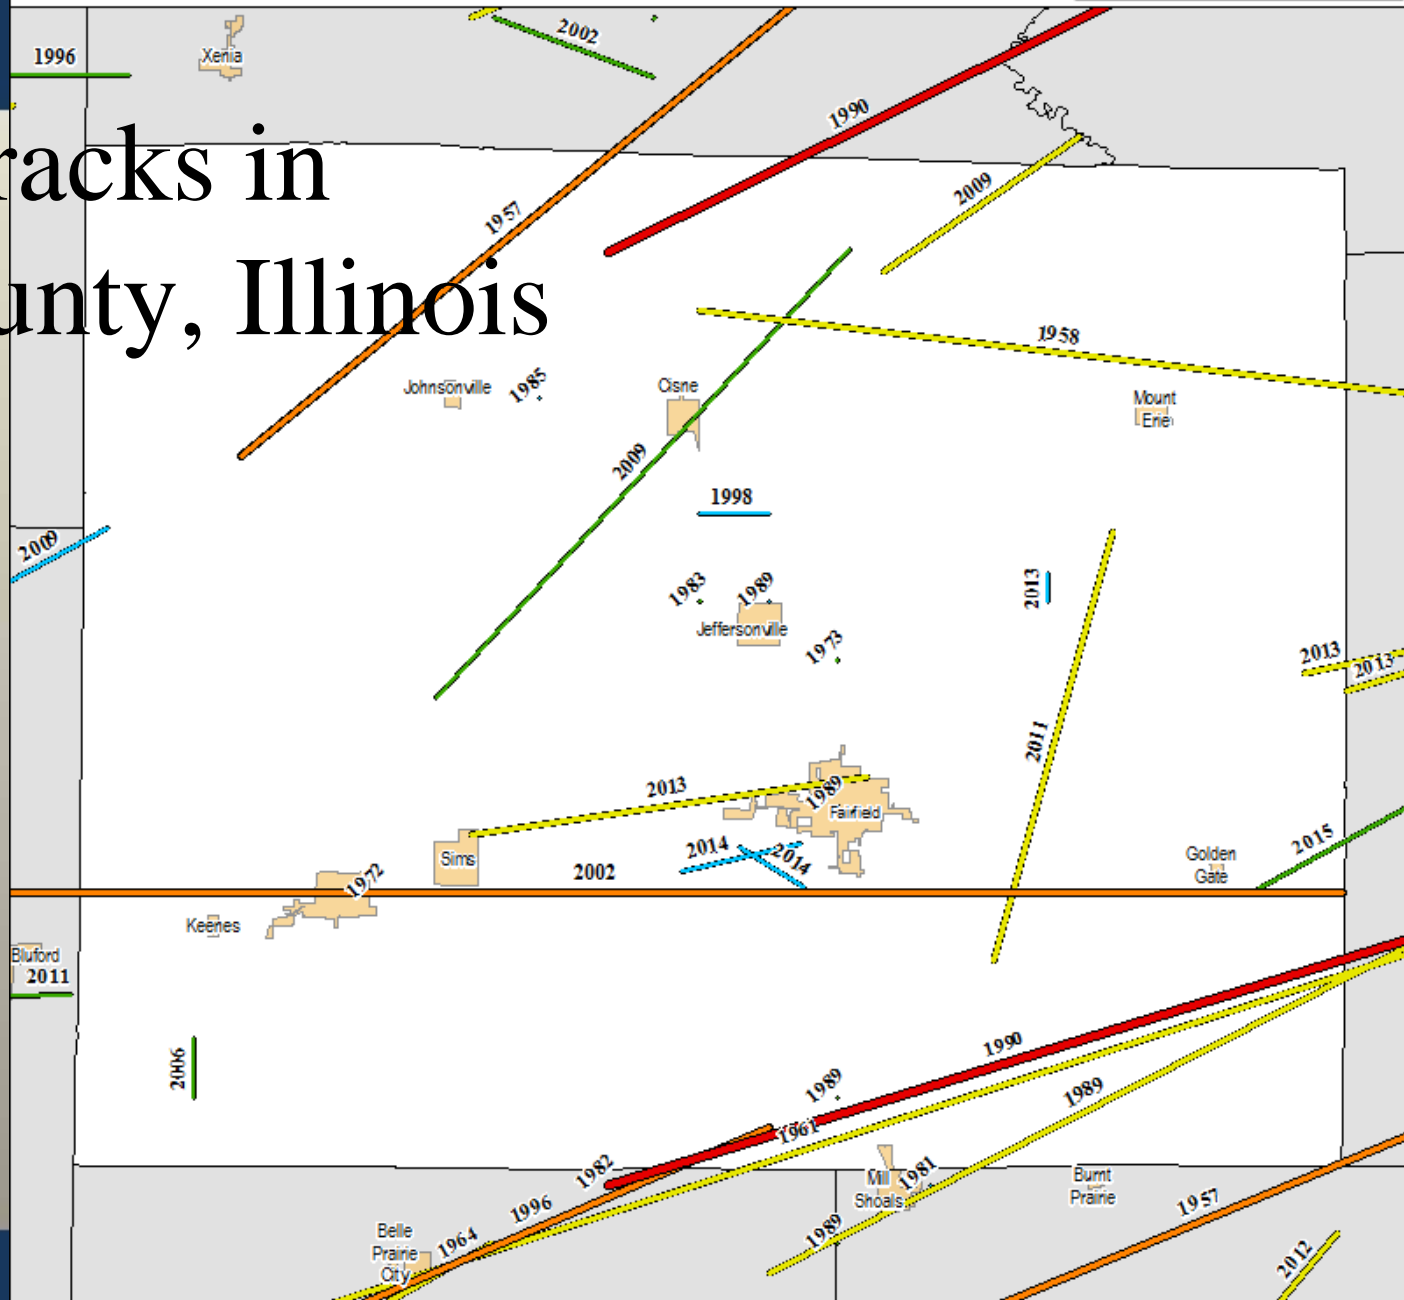 2002
1996
Xenia
1990
racks in
2009
1957
unty, Illinois
1958
Johnsonville
1985
Cisne
Mount
Erie
2009
1998
2009
1983
1989
2013
Jeffersonville
1973
2013
2013
2011
2013
1989
Fairfield
2014
2014
2015
Sims
2002
Golden
Gate
1972
Keenes
Bluford
2011
1990
2006
1989
1989
1961
1982
1981
Mill
Shoals
Burnt
Prairie
1996
1957
Belle
Prairie
City
1964
1989
2012